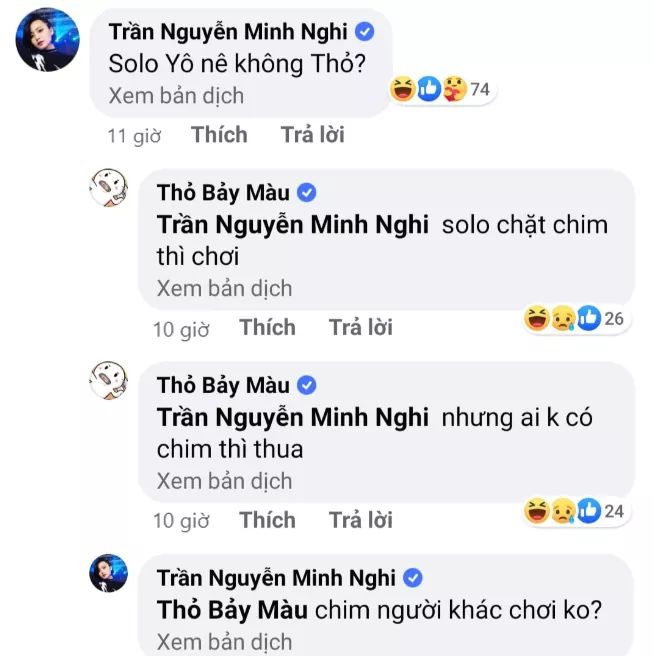 Trần Nguyễn Minh Nghi
Solo Yô nê không Thỏ?
Xem bản dịch
74
11 giờ Thích Trả lời
Thỏ Bảy Màu
Trần Nguyễn Minh Nghi solo chặt chim
thì chơi
Xem bản dịch
26
10 giờ Thích Trả lời
Thỏ Bảy Màu
Trần Nguyễn Minh Nghi nhưng ai k có
chim thì thua
Xem bản dịch
24
10 giờ Thích Trả lời
Trần Nguyễn Minh Nghi
Thỏ Bảy Màu chim người khác chơi ko?
Xem bản dịch